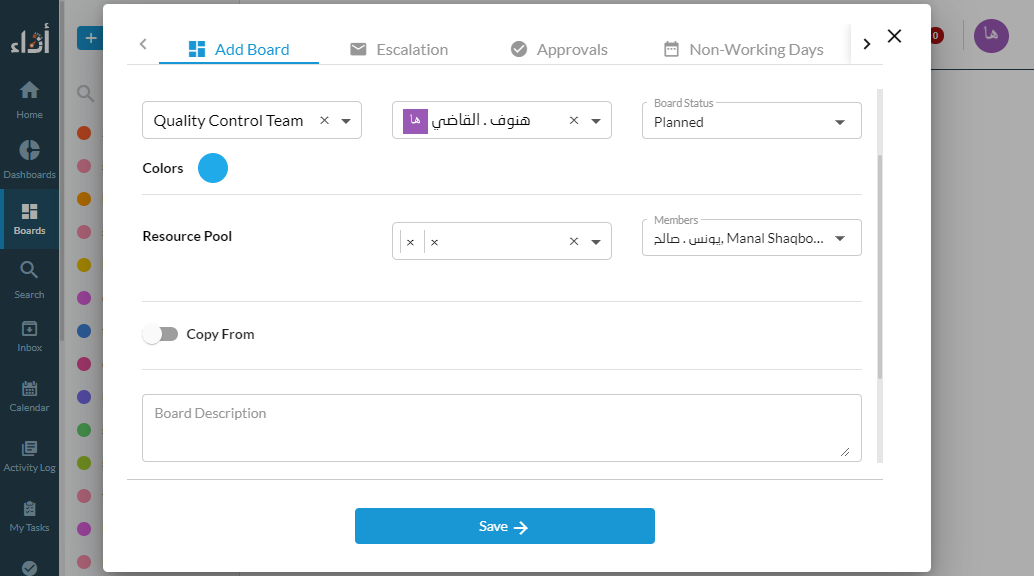 أداء
+
Add Board
Escalation
Approvals
Non-Working Days
0
ها
Home
Dashboards
Boards
Search
Inbox
Calendar
Activity Log
My Tasks
Quality Control Team ×
ها هنوف . القاضي ×
Board Status
Planned
Colors
Resource Pool
× × ×
Members
يونس . صالح, Manal Shaqbo...
Copy From
Board Description
Save →